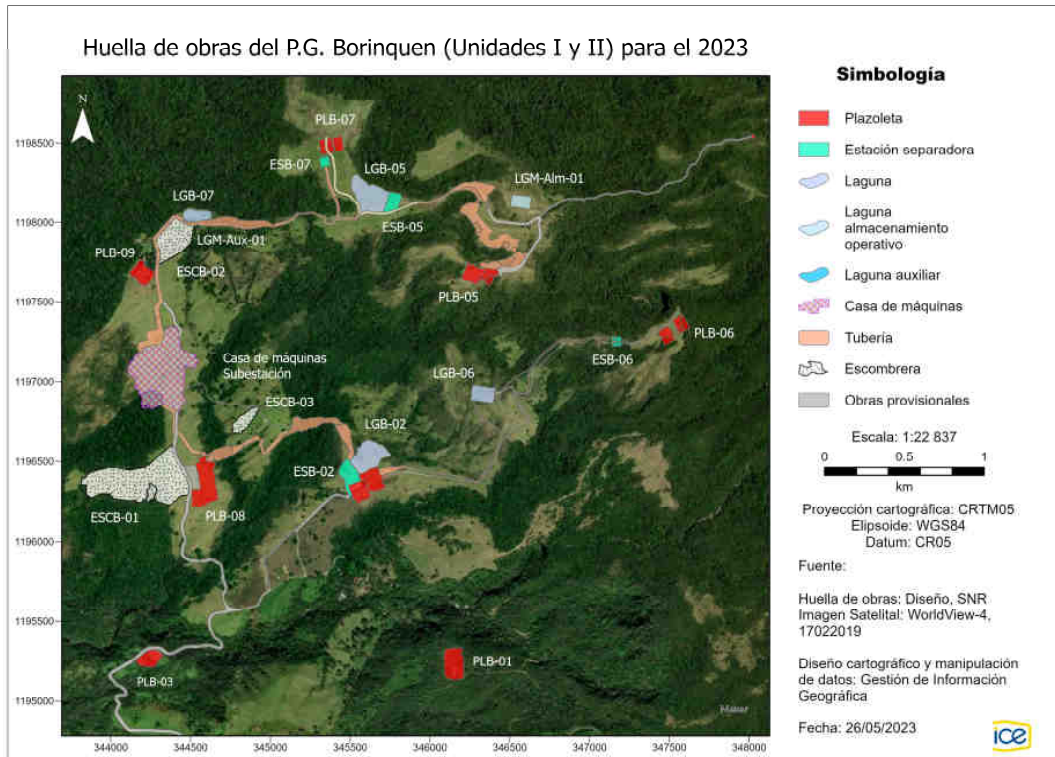 Huella de obras del P.G. Borinquen (Unidades I y II) para el 2023
N
1198500
1198000
1197500
1197000
1196500
1196000
1195500
1195000
344000
344500
345000
345500
346000
346500
347000
347500
348000
PLB-07
ESB-07
LGB-05
LGM-Alm-01
LGB-07
ESB-05
LGM-Aux-01
PLB-09
ESCB-02
PLB-05
PLB-06
ESB-06
Casa de máquinas
Subestación
LGB-06
ESCB-03
LGB-02
ESB-02
ESCB-01
PLB-08
PLB-03
PLB-01
Simbología
Plazoleta
Estación separadora
Laguna
Laguna
almacenamiento
operativo
Laguna auxiliar
Casa de máquinas
Tubería
Escombrera
Obras provisionales
Escala: 1:22 837
0
0.5
1
km
Proyección cartográfica: CRTM05
Elipsoide: WGS84
Datum: CR05
Fuente:
Huella de obras: Diseño, SNR
Imagen Satelital: WorldView-4,
17022019
Diseño cartográfico y manipulación
de datos: Gestión de Información
Geográfica
Fecha: 26/05/2023
ice